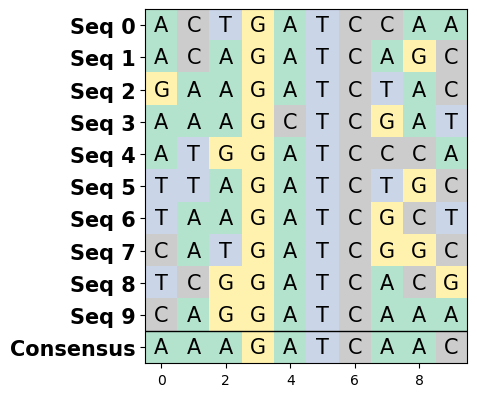 Seq 0 A C T G A T C C A A
Seq 1 A C A G A T C A G C
Seq 2 G A A G A T C T A C
Seq 3 A A A G C T C G A T
Seq 4 A T G G A T C C C A
Seq 5 T T A G A T C T G C
Seq 6 T A A G A T C G C T
Seq 7 C A T G A T C G G C
Seq 8 T C G G A T C A C G
Seq 9 C A G G A T C A A A
Consensus A A A G A T C A A C
0 2 4 6 8